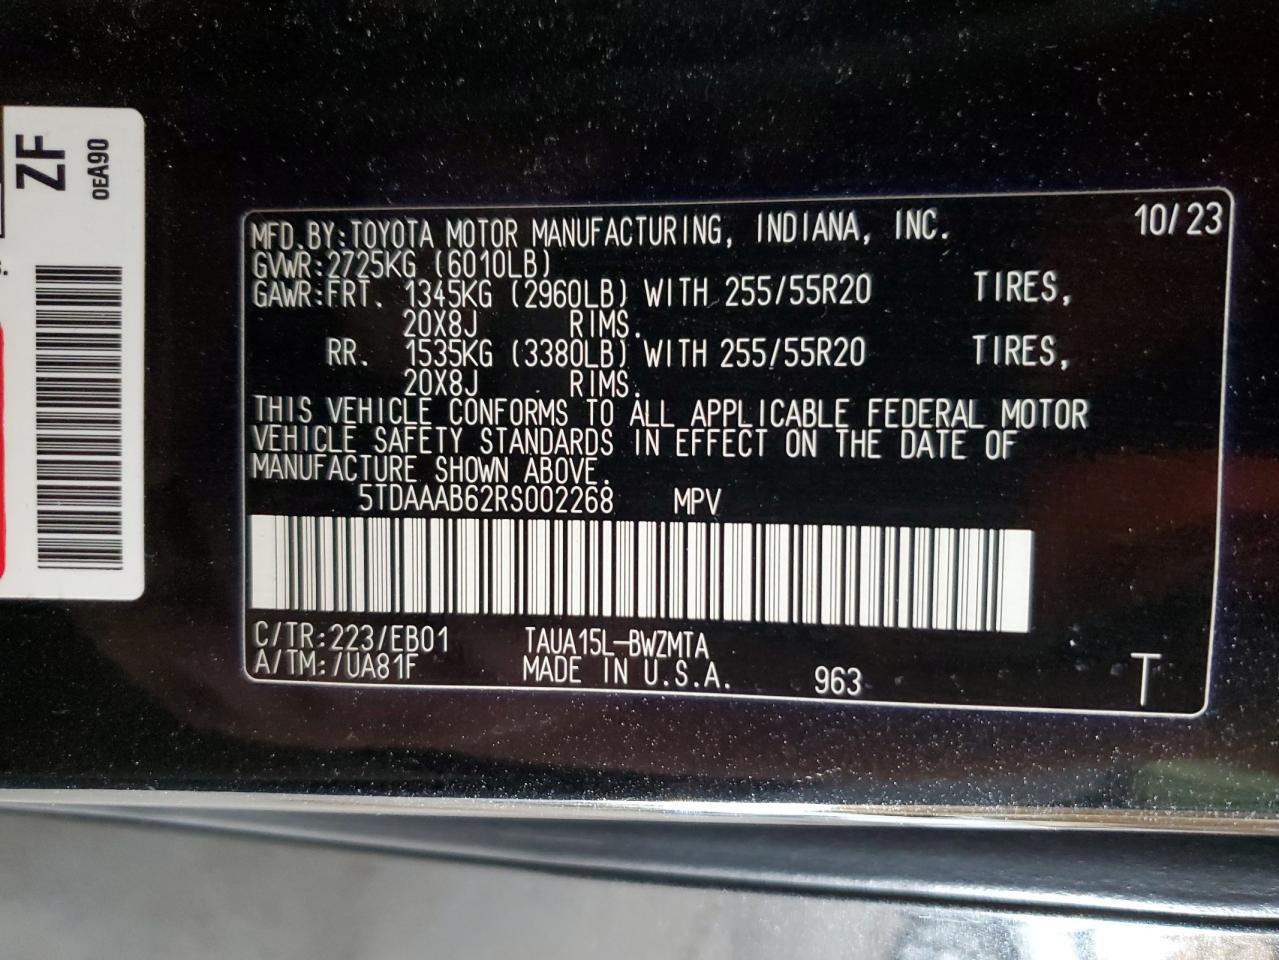 ZF
0EA90
MFD.BY:TOYOTA MOTOR MANUFACTURING, INDIANA, INC. 10/23
GVWR:2725KG (6010LB)
GAWR:FRT. 1345KG (2960LB) WITH 255/55R20 TIRES,
20X8J RIMS.
RR. 1535KG (3380LB) WITH 255/55R20 TIRES,
20X8J RIMS.
THIS VEHICLE CONFORMS TO ALL APPLICABLE FEDERAL MOTOR
VEHICLE SAFETY STANDARDS IN EFFECT ON THE DATE OF
MANUFACTURE SHOWN ABOVE.
5TDAAAB62RS002268 MPV
C/TR:223/EB01 TAUA15L-BWZMTA
A/TM:/UA81F MADE IN U.S.A. 963 T